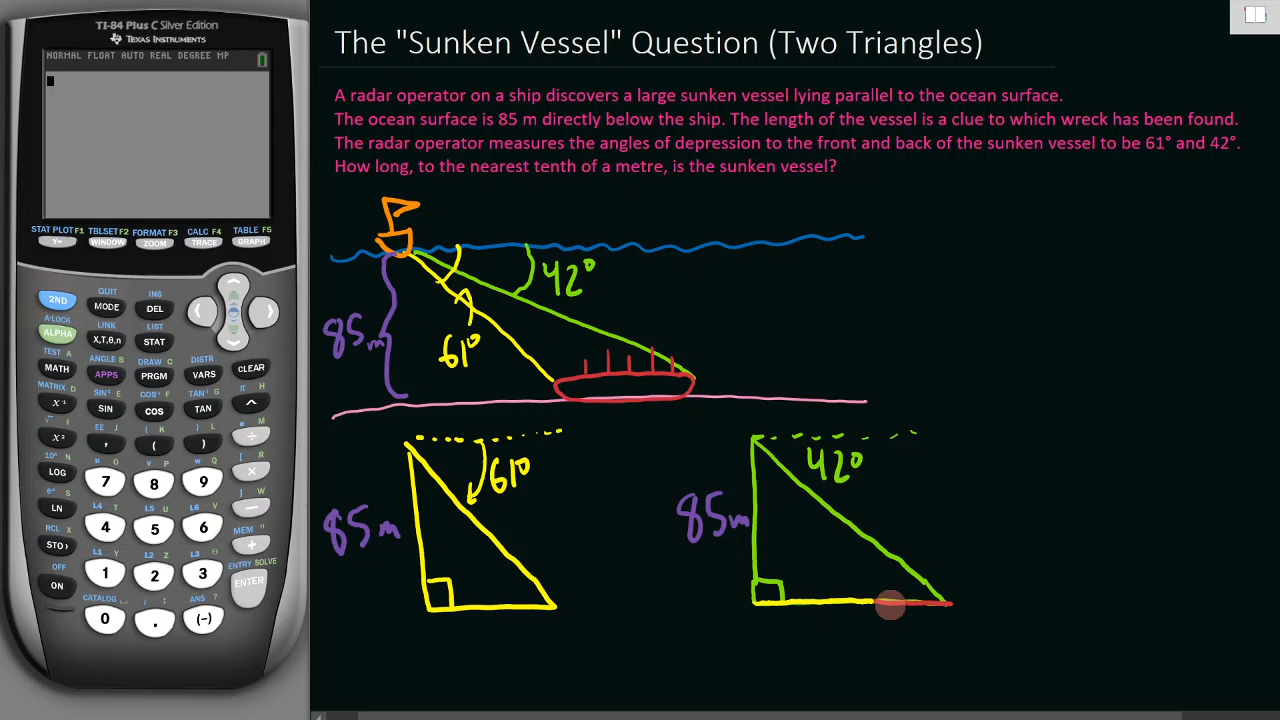 TI-84 Plus C Silver Edition
TEXAS INSTRUMENTS
NORMAL FLOAT AUTO REAL DEGREE MP
STAT PLOT F1 TBLSET F2 FORMAT F3 CALC F4 TABLE F5
Y= WINDOW ZOOM TRACE GRAPH
QUIT INS
2ND MODE DEL
A-LOCK LINK LIST
ALPHA X,T,θ,n STAT
TEST A ANGLE B DRAW C DISTR
MATH APPS PRGM VARS CLEAR
MATRIX D SIN⁻¹ E COS⁻¹ F TAN⁻¹ G π H
X⁻¹ SIN COS TAN ^
√ I EE J { K } L e M
X² , ( ) ÷
10ˣ N u O v P w Q [ R
LOG 7 8 9 ×
eˣ S L4 T L5 U L6 V ] W
LN 4 5 6 −
RCL X L1 Y L2 Z L3 θ MEM "
STO› 1 2 3 +
OFF CATALOG i : ANS ? ENTRY SOLVE
ON 0 . (−) ENTER
The "Sunken Vessel" Question (Two Triangles)
A radar operator on a ship discovers a large sunken vessel lying parallel to the ocean surface.
The ocean surface is 85 m directly below the ship. The length of the vessel is a clue to which wreck has been found.
The radar operator measures the angles of depression to the front and back of the sunken vessel to be 61° and 42°.
How long, to the nearest tenth of a metre, is the sunken vessel?
42°
85m
61°
61°
85m
42°
85m